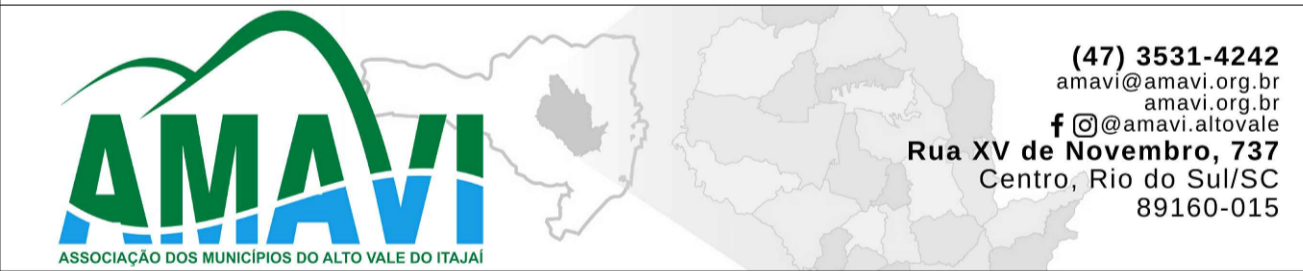 AMAVI
ASSOCIAÇÃO DOS MUNICÍPIOS DO ALTO VALE DO ITAJAÍ
(47) 3531-4242
amavi@amavi.org.br
amavi.org.br
@amavi.altovale
Rua XV de Novembro, 737
Centro, Rio do Sul/SC
89160-015